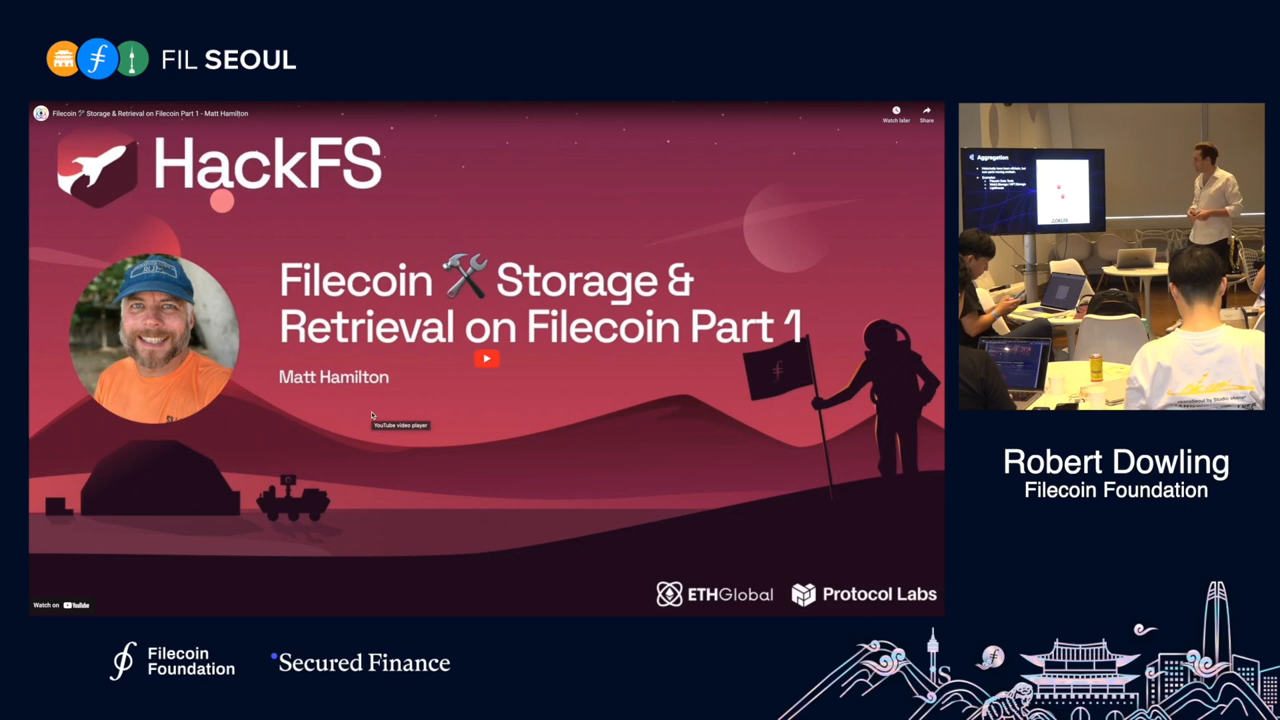 FIL SEOUL
Filecoin 🛠 Storage & Retrieval on Filecoin Part 1 - Matt Hamilton
Watch later
Share
HackFS
Filecoin 🛠 Storage &
Retrieval on Filecoin Part 1
Matt Hamilton
YouTube video player
ETHGlobal
Protocol Labs
Watch on YouTube
Aggregation
Robert Dowling
Filecoin Foundation
Filecoin
Foundation
Secured Finance